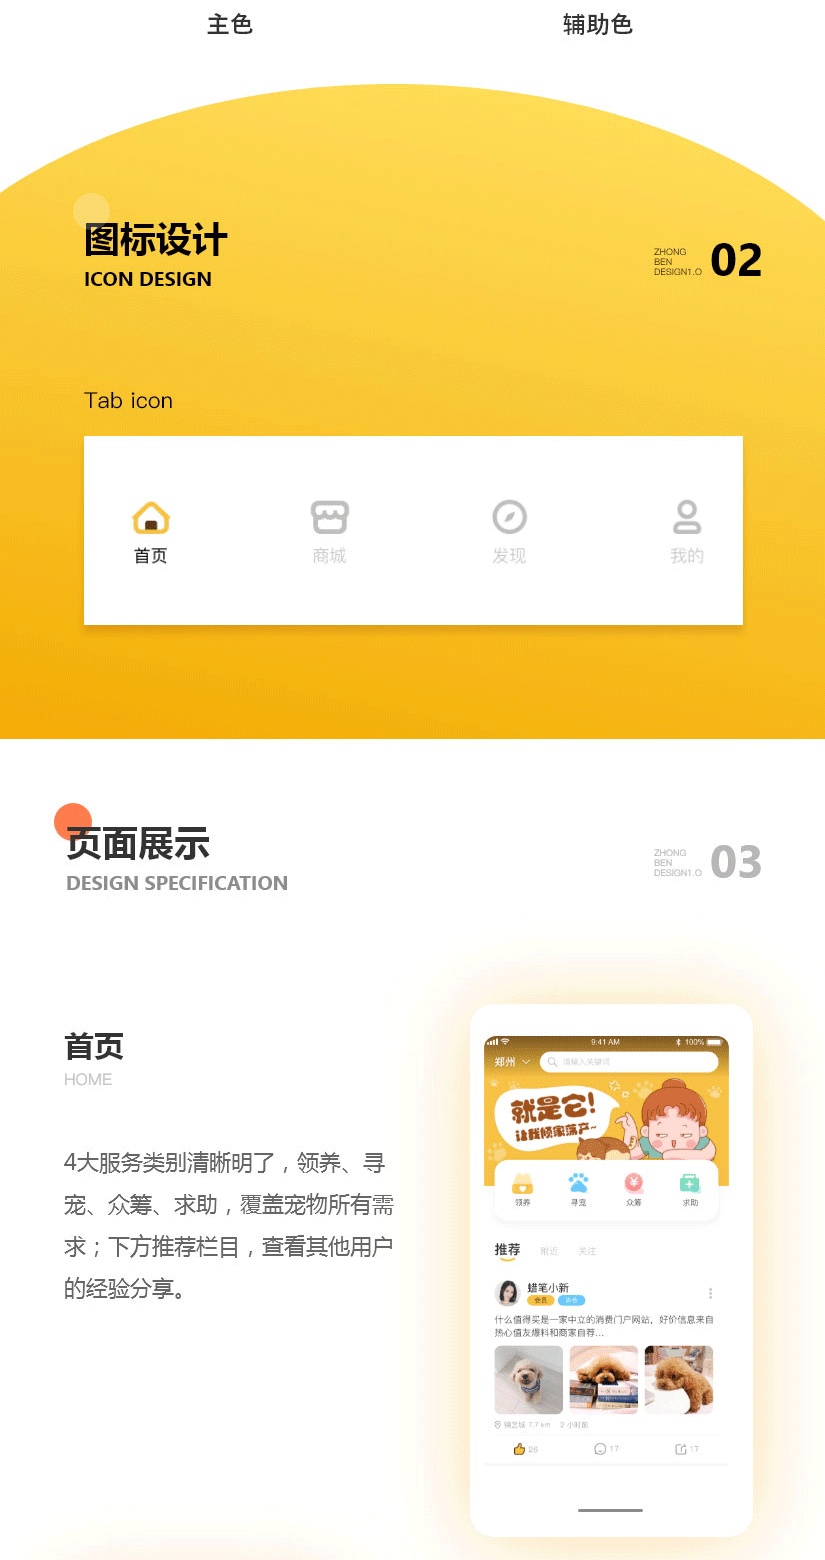 主色
辅助色
图标设计
ICON DESIGN
ZHONG
BEN
DESIGN1.O
02
Tab icon
首页
商城
发现
我的
页面展示
DESIGN SPECIFICATION
ZHONG
BEN
DESIGN1.O
03
首页
HOME
4大服务类别清晰明了，领养、寻
宠、众筹、求助，覆盖宠物所有需
求；下方推荐栏目，查看其他用户
的经验分享。
9:41 AM
100%
郑州
请输入关键词
就是它!
让我倾家荡产~
领养
寻宠
众筹
求助
推荐
附近
关注
蜡笔小新
会员
什么值得买是一家中立的消费门户网站，好价信息来自
热心值友爆料和商家自荐...
锦艺城 7.7 km
2 小时前
26
17
17